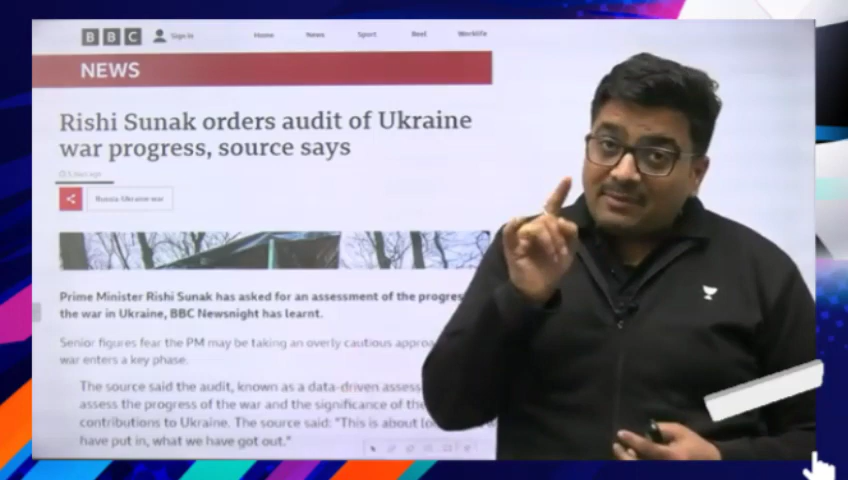 BBC Sign in Home News Sport Reel Worklife
NEWS
Rishi Sunak orders audit of Ukraine
war progress, source says
5 days ago
Russia-Ukraine war
Prime Minister Rishi Sunak has asked for an assessment of the progres
the war in Ukraine, BBC Newsnight has learnt.
Senior figures fear the PM may be taking an overly cautious approa
war enters a key phase.
The source said the audit, known as a data-driven assess
assess the progress of the war and the significance of the
contributions to Ukraine. The source said: "This is about
have put in, what we have got out."